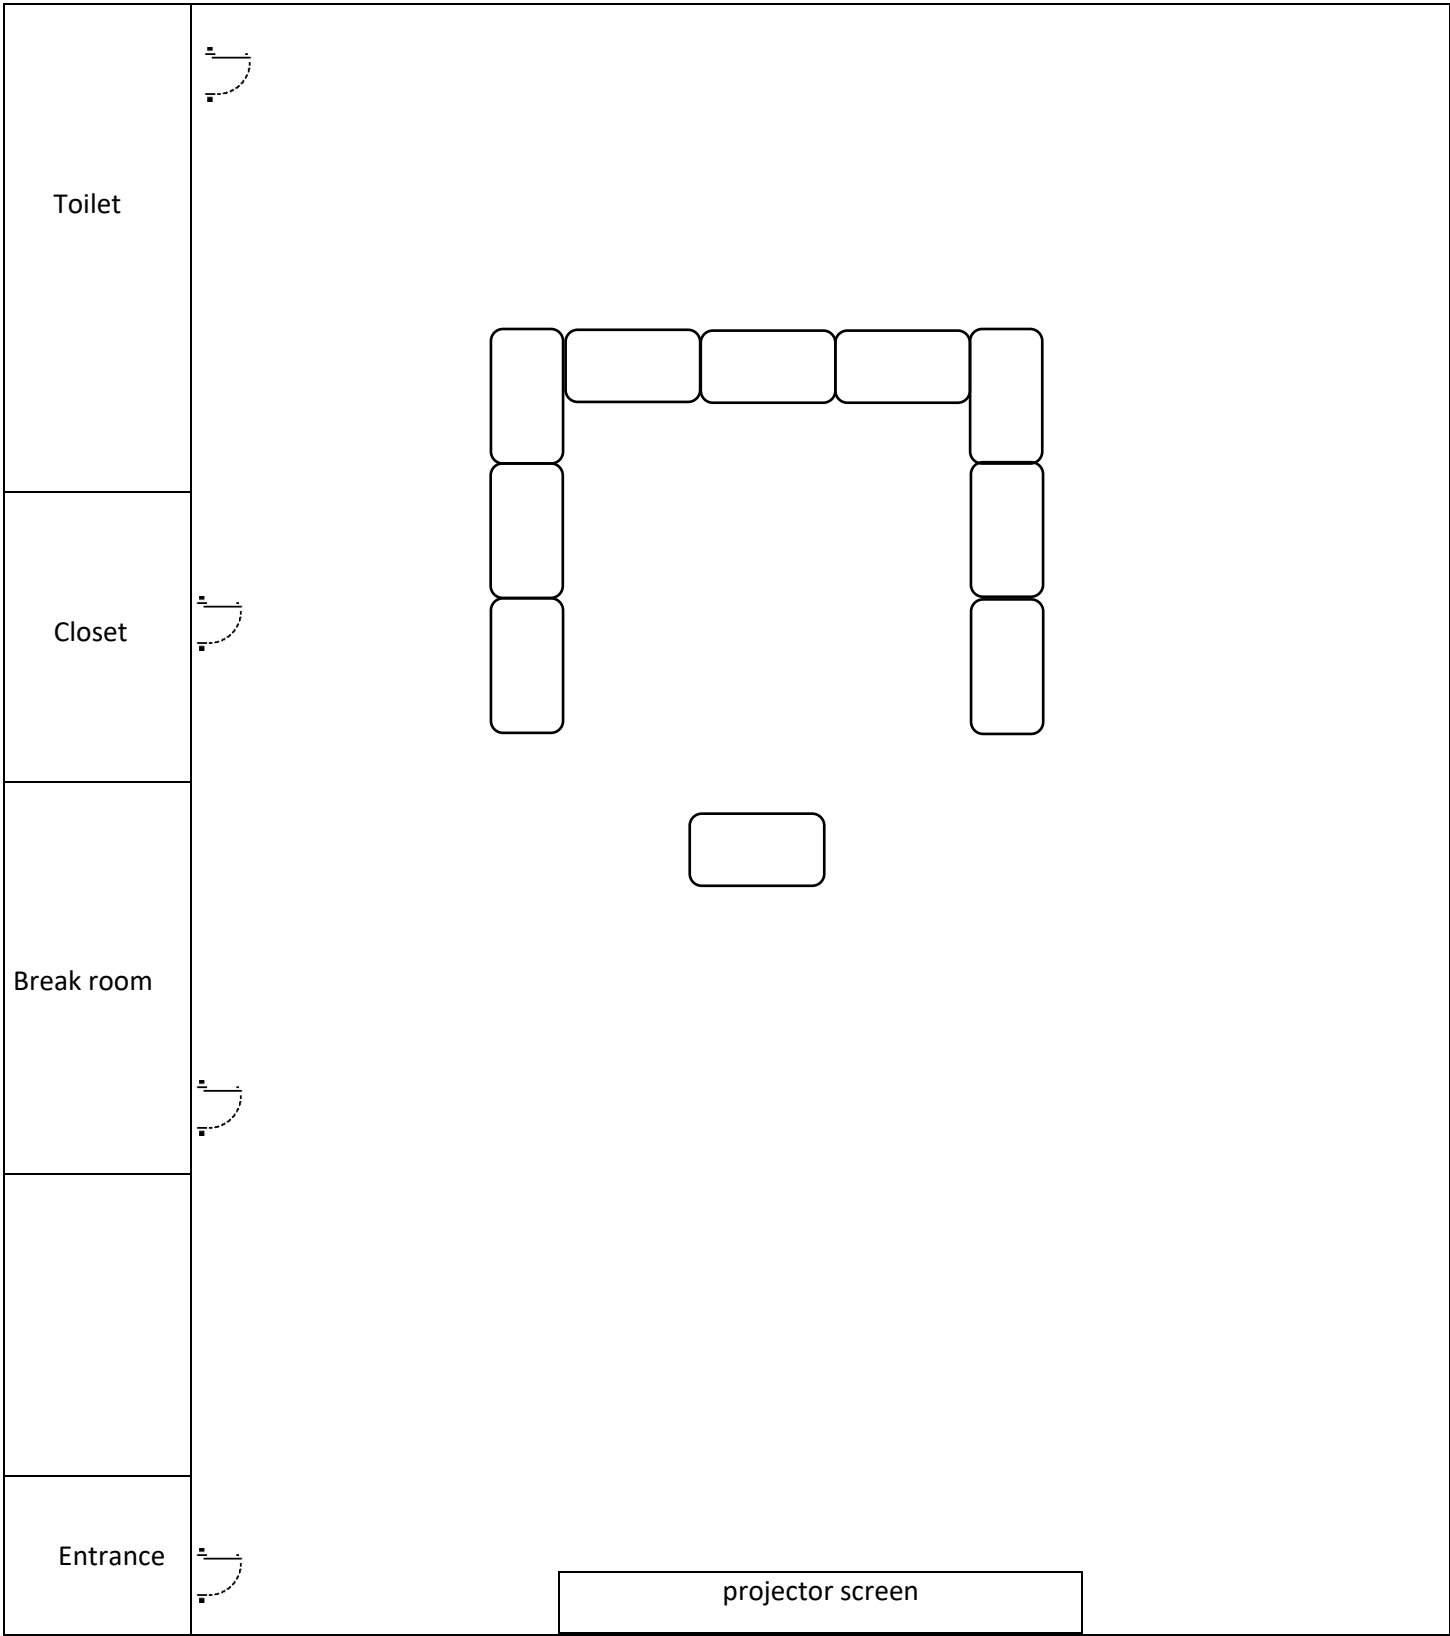 Toilet
Closet
Break room
Entrance
projector screen